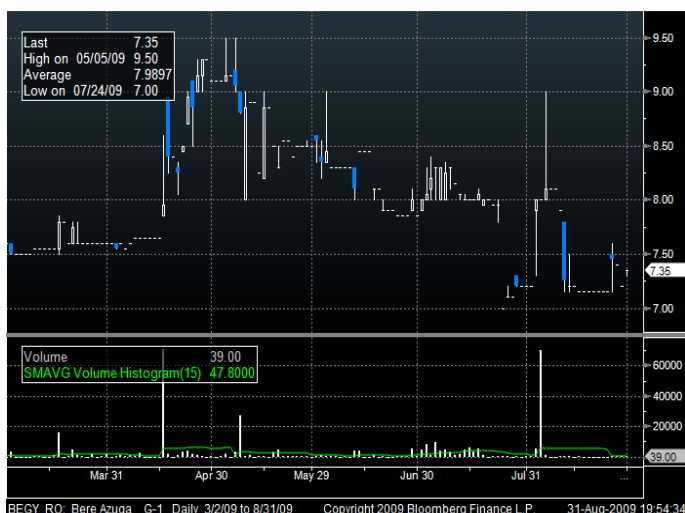 Last 7.35
High on 05/05/09 9.50
Average 7.9897
Low on 07/24/09 7.00
9.50
9.00
8.50
8.00
7.50
7.35
7.00
Volume 39.00
SMAVG Volume Histogram(15) 47.8000
60000
40000
20000
39.00
Mar 31 Apr 30 May 29 Jun 30 Jul 31 ...
BEGY RO: Bere Azuga G-1 Daily 3/2/09 to 8/31/09 Copyright 2009 Bloomberg Finance L.P. 31-Aug-2009 19:54:34